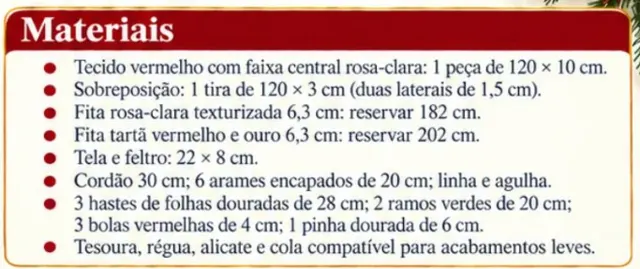 Materiais
• Tecido vermelho com faixa central rosa-clara: 1 peça de 120 × 10 cm.
• Sobreposição: 1 tira de 120 × 3 cm (duas laterais de 1,5 cm).
• Fita rosa-clara texturizada 6,3 cm: reservar 182 cm.
• Fita tartã vermelho e ouro 6,3 cm: reservar 202 cm.
• Tela e feltro: 22 × 8 cm.
• Cordão 30 cm; 6 arames encapados de 20 cm; linha e agulha.
• 3 hastes de folhas douradas de 28 cm; 2 ramos verdes de 20 cm;
3 bolas vermelhas de 4 cm; 1 pinha dourada de 6 cm.
• Tesoura, régua, alicate e cola compatível para acabamentos leves.